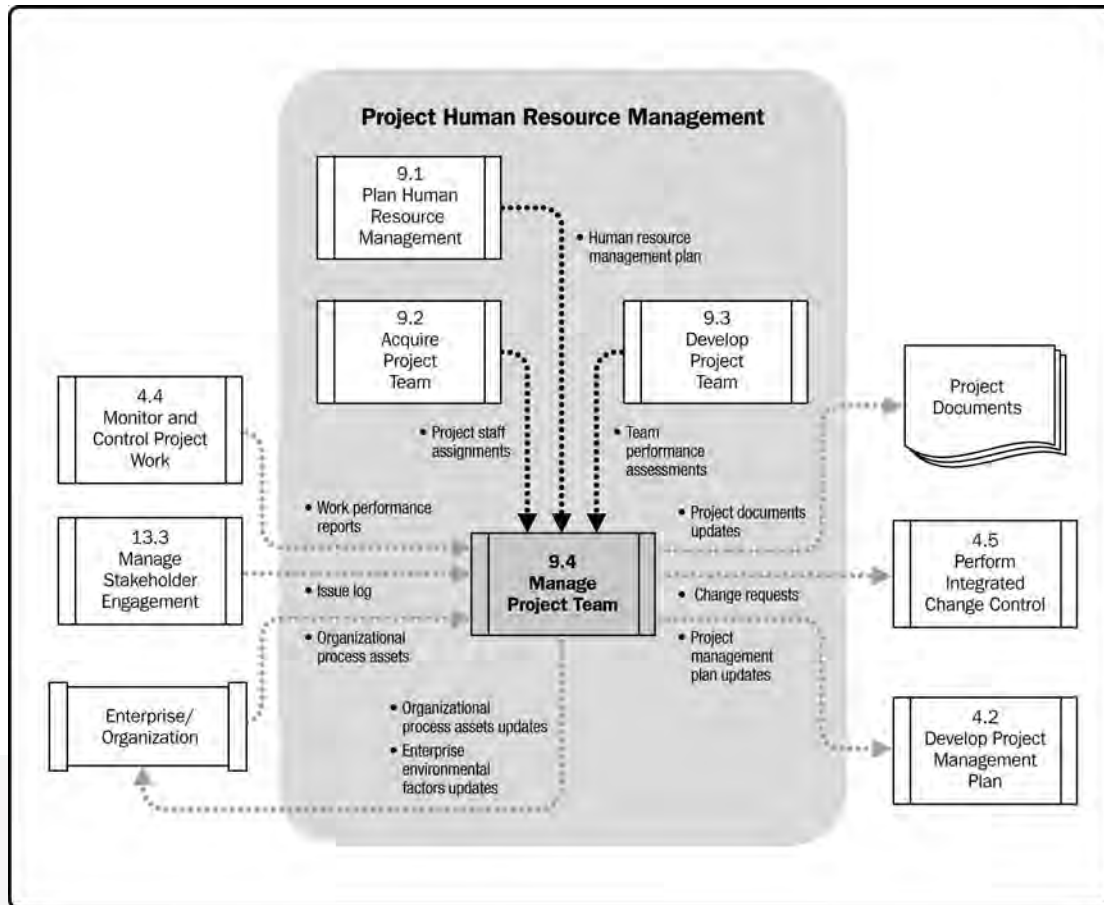 Project Human Resource Management
9.1
Plan Human
Resource
Management
• Human resource
management plan
9.2
Acquire
Project
Team
9.3
Develop
Project
Team
4.4
Monitor and
Control Project
Work
Project
Documents
• Project staff
assignments
• Team
performance
assessments
• Work performance
reports
• Project documents
updates
13.3
Manage
Stakeholder
Engagement
9.4
Manage
Project Team
4.5
Perform
Integrated
Change Control
• Issue log
• Change requests
• Organizational
process assets
• Project
management
plan updates
Enterprise/
Organization
• Organizational
process assets updates
• Enterprise
environmental
factors updates
4.2
Develop Project
Management
Plan